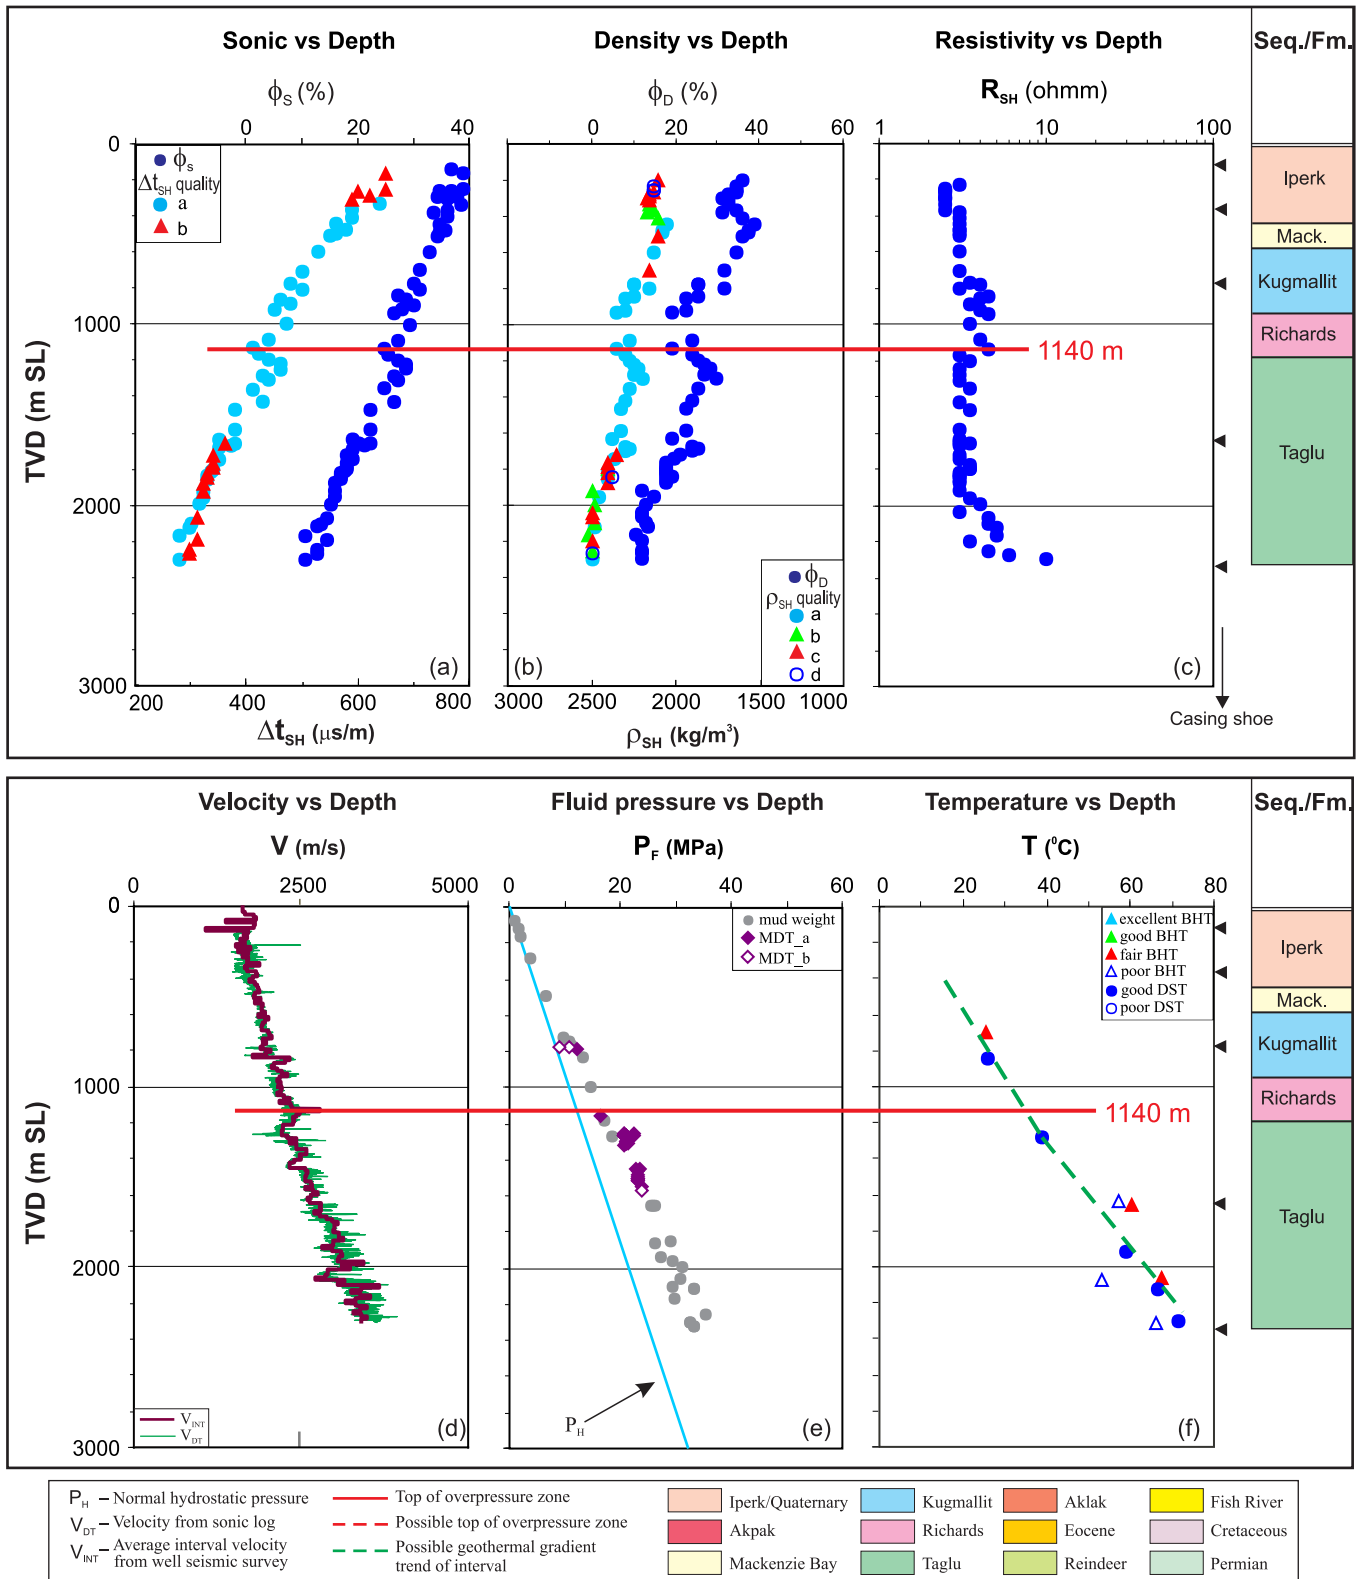 Sonic vs Depth
Density vs Depth
Resistivity vs Depth
Seq./Fm.
ϕS (%)
ϕD (%)
RSH (ohmm)
0 20 40
0 20 40 60
1 10 100
0
1000
2000
3000
TVD (m SL)
ϕs
ΔtSH quality
a
b
ϕD
ρSH quality
a
b
c
d
1140 m
(a)
(b)
(c)
200 400 600 800
3000 2500 2000 1500 1000
ΔtSH (μs/m)
ρSH (kg/m³)
Casing shoe
Iperk
Mack.
Kugmallit
Richards
Taglu
Velocity vs Depth
Fluid pressure vs Depth
Temperature vs Depth
Seq./Fm.
V (m/s)
PF (MPa)
T (⁰C)
0 2500 5000
0 20 40 60
0 20 40 60 80
0
1000
2000
3000
TVD (m SL)
mud weight
MDT_a
MDT_b
excellent BHT
good BHT
fair BHT
poor BHT
good DST
poor DST
1140 m
PH
VINT
VDT
(d)
(e)
(f)
Iperk
Mack.
Kugmallit
Richards
Taglu
PH – Normal hydrostatic pressure
VDT – Velocity from sonic log
VINT – Average interval velocity
from well seismic survey
Top of overpressure zone
Possible top of overpressure zone
Possible geothermal gradient
trend of interval
Iperk/Quaternary
Kugmallit
Aklak
Fish River
Akpak
Richards
Eocene
Cretaceous
Mackenzie Bay
Taglu
Reindeer
Permian